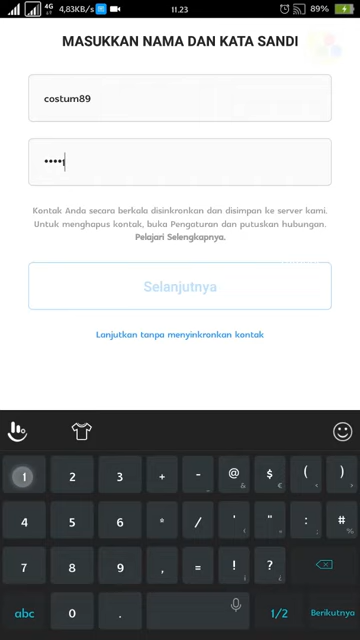 4G 4,83KB/s 11.23 89%
MASUKKAN NAMA DAN KATA SANDI
costum89
••••1
Kontak Anda secara berkala disinkronkan dan disimpan ke server kami.
Untuk menghapus kontak, buka Pengaturan dan putuskan hubungan.
Pelajari Selengkapnya.
Selanjutnya
Lanjutkan tanpa menyinkronkan kontak
1 2 3 + - _ @ & $ € ( < ) >
4 5 6 * / ' " : ; #
7 8 9 , = ! ¡ ? ¿
abc 0 . 1/2 Berikutnya